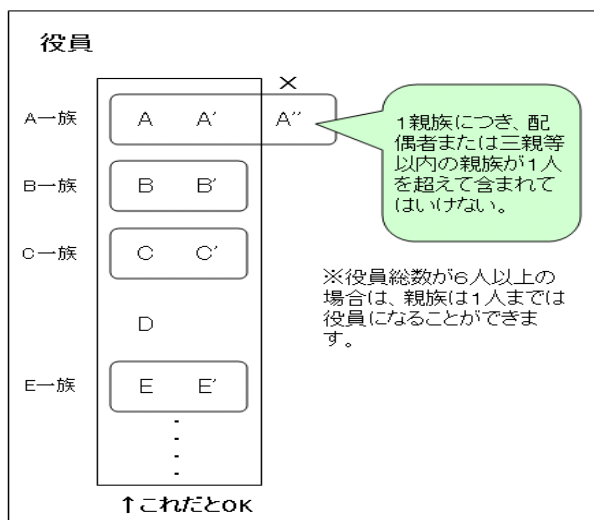 役員
×
A一族 A A′ A′′
B一族 B B′
C一族 C C′
D
E一族 E E′
↑これだとOK
1親族につき、配
偶者または三親等
以内の親族が1人
を超えて含まれて
はいけない。
※役員総数が6人以上の
場合は、親族は1人までは
役員になることができま
す。